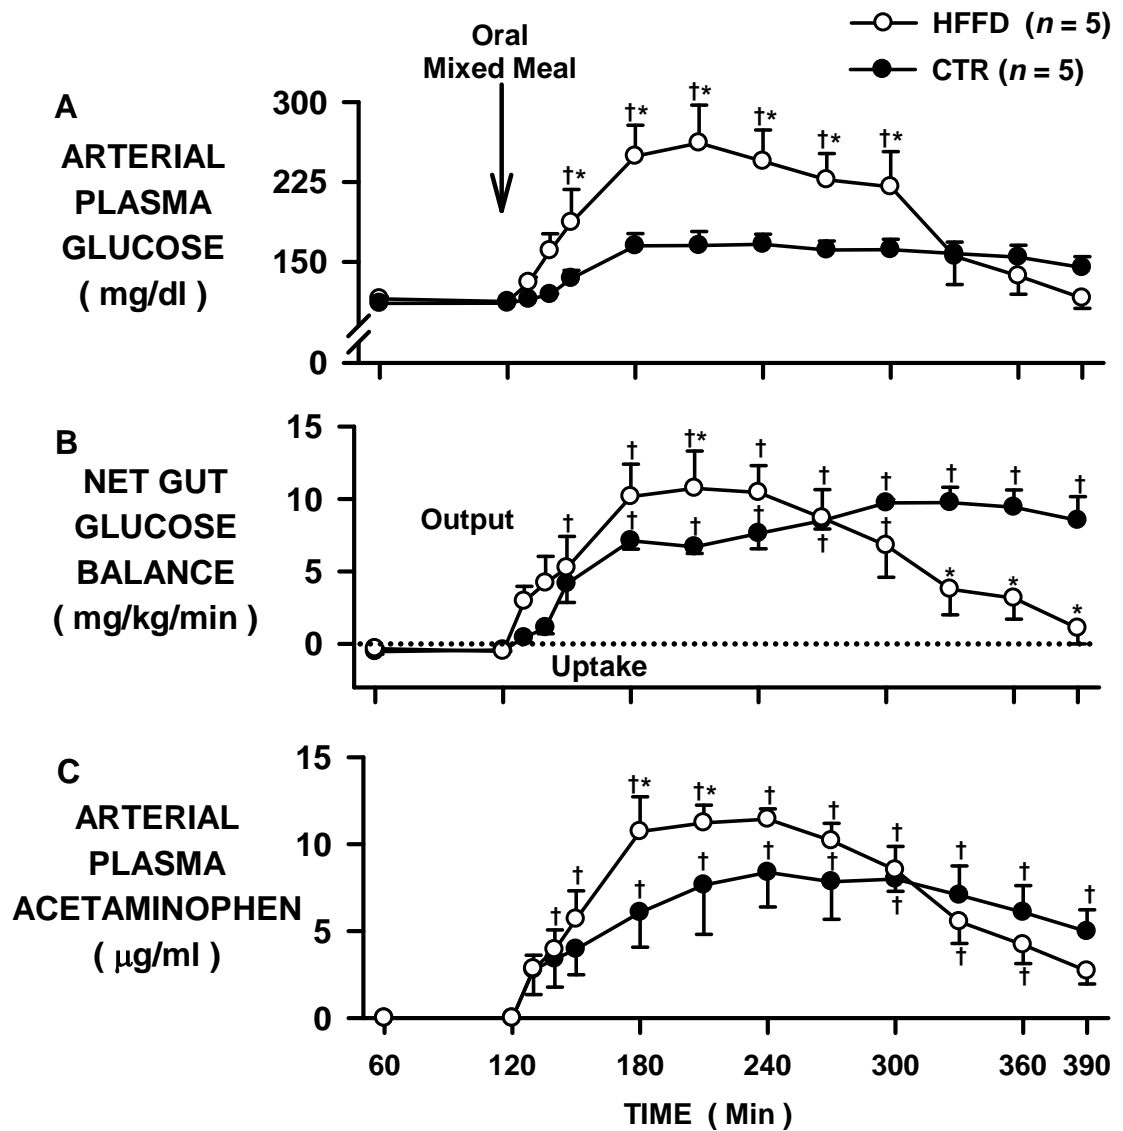 Oral
Mixed Meal
HFFD (n = 5)
CTR (n = 5)
A
ARTERIAL
PLASMA
GLUCOSE
( mg/dl )
300
225
150
0
†*
†*
†*
†*
†*
†*
B
NET GUT
GLUCOSE
BALANCE
( mg/kg/min )
15
10
5
0
Output
Uptake
†
†
†*
†
†
†
†
†
†
†
†
†
†
†
†
*
*
*
C
ARTERIAL
PLASMA
ACETAMINOPHEN
( µg/ml )
15
10
5
0
†
†
†*
†*
†
†
†
†
†
†
†
†
†
†
†
†
†
†
60 120 180 240 300 360 390
TIME ( Min )